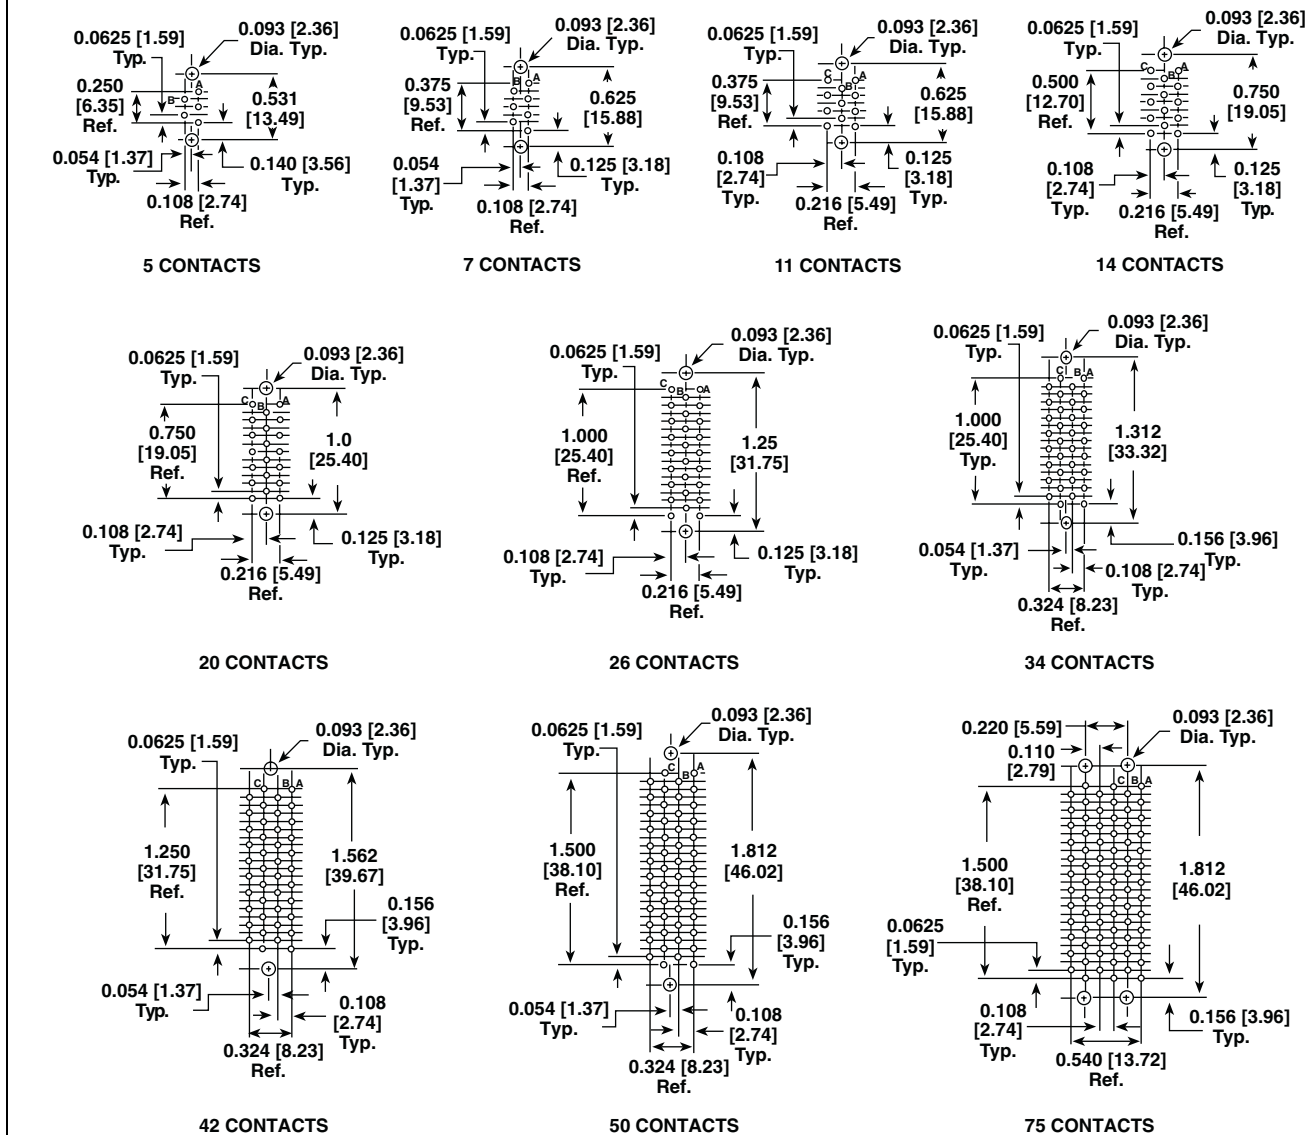 0.0625 [1.59]
Typ.
0.093 [2.36]
Dia. Typ.
0.250
[6.35]
Ref.
A
B
0.531
[13.49]
0.054 [1.37]
Typ.
0.140 [3.56]
Typ.
0.108 [2.74]
Ref.
5 CONTACTS
0.0625 [1.59]
Typ.
0.093 [2.36]
Dia. Typ.
0.375
[9.53]
Ref.
B
A
0.625
[15.88]
0.054
[1.37]
Typ.
0.125 [3.18]
Typ.
0.108 [2.74]
Ref.
7 CONTACTS
0.0625 [1.59]
Typ.
0.093 [2.36]
Dia. Typ.
0.375
[9.53]
Ref.
C
B
A
0.625
[15.88]
0.108
[2.74]
Typ.
0.125
[3.18]
Typ.
0.216 [5.49]
Ref.
11 CONTACTS
0.0625 [1.59]
Typ.
0.093 [2.36]
Dia. Typ.
0.500
[12.70]
Ref.
C
B
A
0.750
[19.05]
0.108
[2.74]
Typ.
0.125
[3.18]
Typ.
0.216 [5.49]
Ref.
14 CONTACTS
0.0625 [1.59]
Typ.
0.093 [2.36]
Dia. Typ.
C
B
A
0.750
[19.05]
Ref.
1.0
[25.40]
0.108 [2.74]
Typ.
0.125 [3.18]
Typ.
0.216 [5.49]
Ref.
20 CONTACTS
0.0625 [1.59]
Typ.
0.093 [2.36]
Dia. Typ.
C
B
A
1.000
[25.40]
Ref.
1.25
[31.75]
0.108 [2.74]
Typ.
0.125 [3.18]
Typ.
0.216 [5.49]
Ref.
26 CONTACTS
0.0625 [1.59]
Typ.
0.093 [2.36]
Dia. Typ.
C
B
A
1.000
[25.40]
Typ.
1.312
[33.32]
0.054 [1.37]
Typ.
0.156 [3.96]
Typ.
0.108 [2.74]
Typ.
0.324 [8.23]
Ref.
34 CONTACTS
0.0625 [1.59]
Typ.
0.093 [2.36]
Dia. Typ.
C
B
A
1.250
[31.75]
Ref.
1.562
[39.67]
0.156
[3.96]
Typ.
0.054 [1.37]
Typ.
0.108
[2.74]
Typ.
0.324 [8.23]
Ref.
42 CONTACTS
0.0625 [1.59]
Typ.
0.093 [2.36]
Dia. Typ.
C
B
A
1.500
[38.10]
Ref.
1.812
[46.02]
0.156
[3.96]
Typ.
0.054 [1.37]
Typ.
0.108
[2.74]
Typ.
0.324 [8.23]
Ref.
50 CONTACTS
0.220 [5.59]
0.110
[2.79]
0.093 [2.36]
Dia. Typ.
C
B
A
1.500
[38.10]
Ref.
1.812
[46.02]
0.0625
[1.59]
Typ.
0.108
[2.74]
Typ.
0.156 [3.96]
Typ.
0.540 [13.72]
Ref.
75 CONTACTS